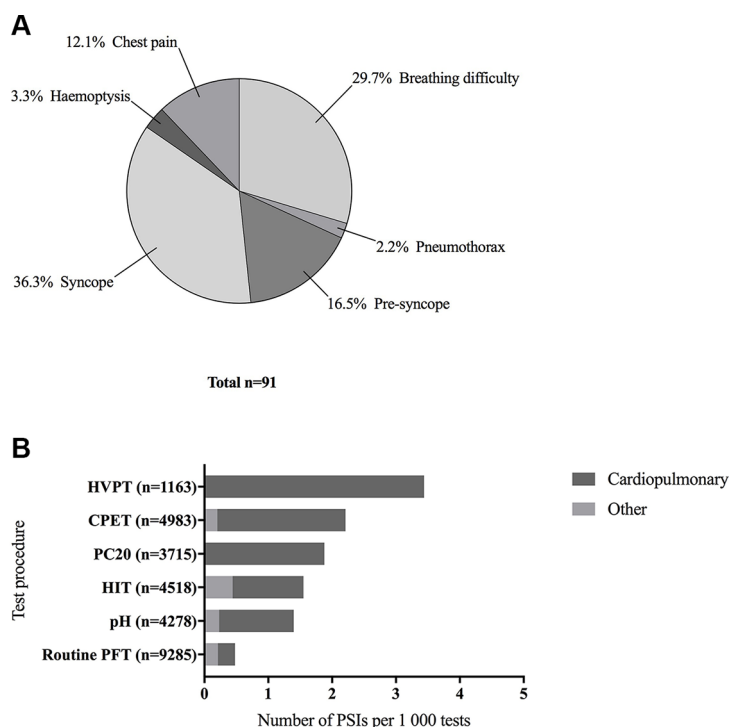 A
12.1% Chest pain
29.7% Breathing difficulty
3.3% Haemoptysis
2.2% Pneumothorax
36.3% Syncope
16.5% Pre-syncope
Total n=91
B
Test procedure
HVPT (n=1163)
CPET (n=4983)
PC20 (n=3715)
HIT (n=4518)
pH (n=4278)
Routine PFT (n=9285)
0 1 2 3 4 5
Number of PSIs per 1 000 tests
Cardiopulmonary
Other